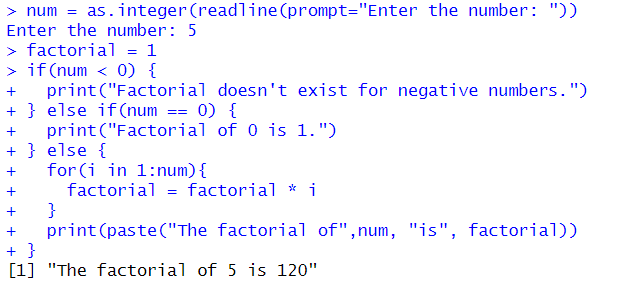 > num = as.integer(readline(prompt="Enter the number: "))
Enter the number: 5
> factorial = 1
> if(num < 0) {
+   print("Factorial doesn't exist for negative numbers.")
+ } else if(num == 0) {
+   print("Factorial of 0 is 1.")
+ } else {
+   for(i in 1:num){
+     factorial = factorial * i
+   }
+   print(paste("The factorial of",num, "is", factorial))
+ }
[1] "The factorial of 5 is 120"